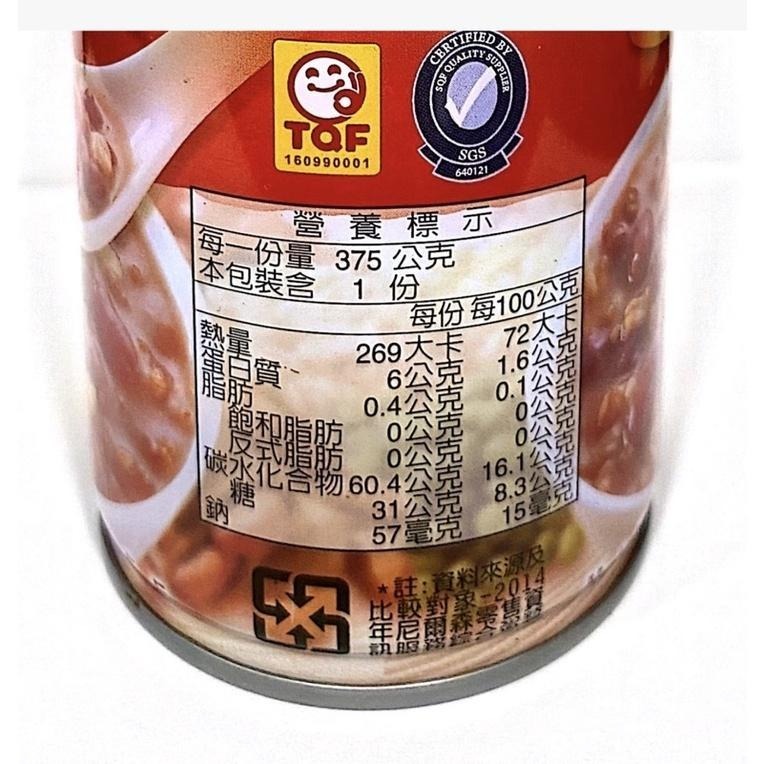 TQF
160990001
CERTIFIED BY
SQF QUALITY SUPPLIER
SGS
640121
營養標示
每一份量 375 公克
本包裝含 1 份
每份 每100公克
熱量 269大卡 72大卡
蛋白質 6公克 1.6公克
脂肪 0.4公克 0.1公克
飽和脂肪 0公克 0公克
反式脂肪 0公克 0公克
碳水化合物 60.4公克 16.1公克
糖 31公克 8.3公克
鈉 57毫克 15毫克
*註:資料來源及
比較對象-2014
年尼爾森零售資
訊服務